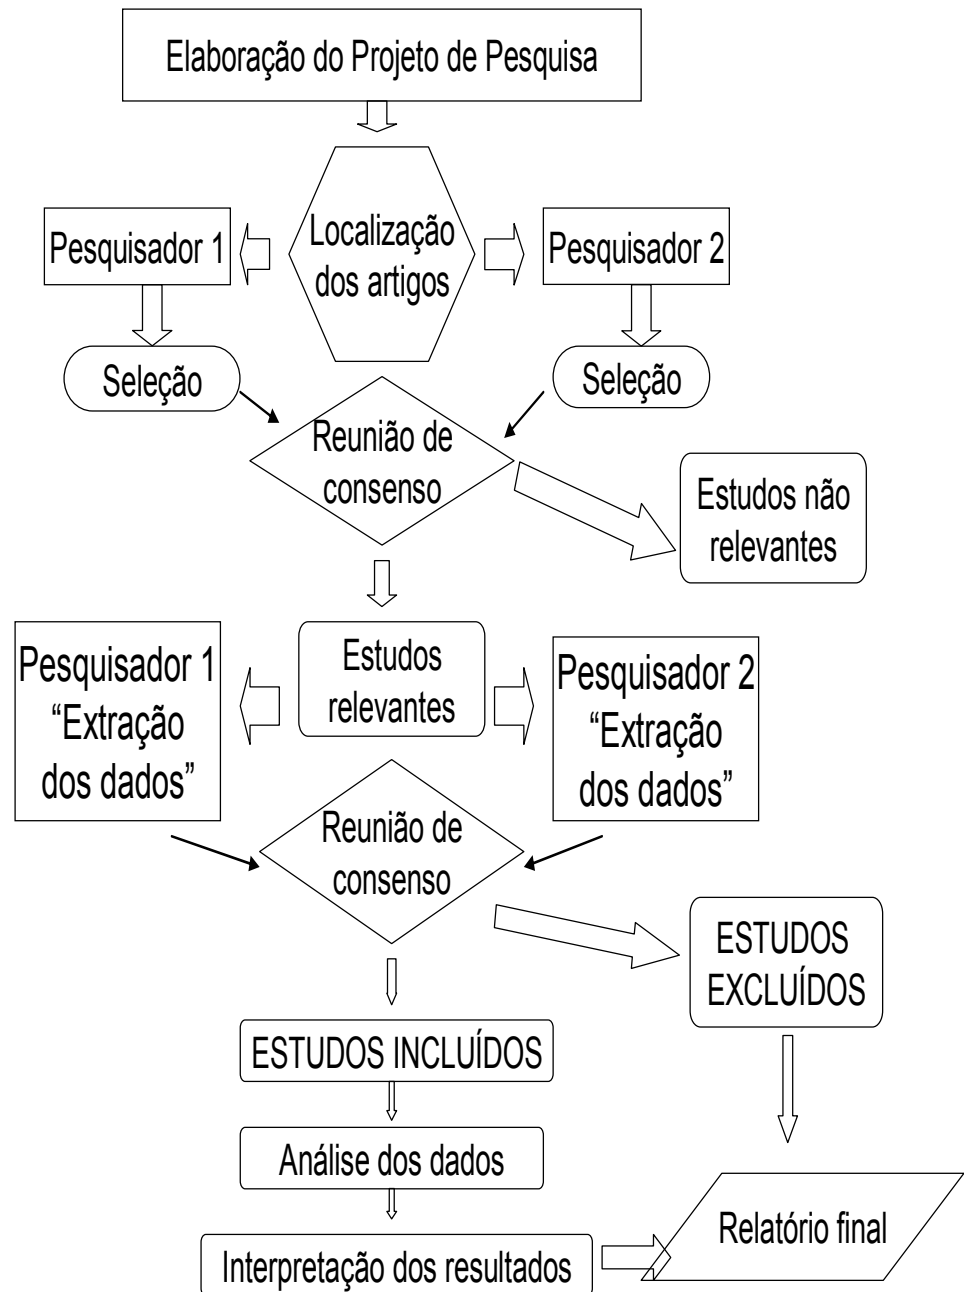 Elaboração do Projeto de Pesquisa
Localização
dos artigos
Pesquisador 1
Pesquisador 2
Seleção
Seleção
Reunião de
consenso
Estudos não
relevantes
Estudos
relevantes
Pesquisador 1
“Extração
dos dados”
Pesquisador 2
“Extração
dos dados”
Reunião de
consenso
ESTUDOS
EXCLUÍDOS
ESTUDOS INCLUÍDOS
Análise dos dados
Relatório final
Interpretação dos resultados